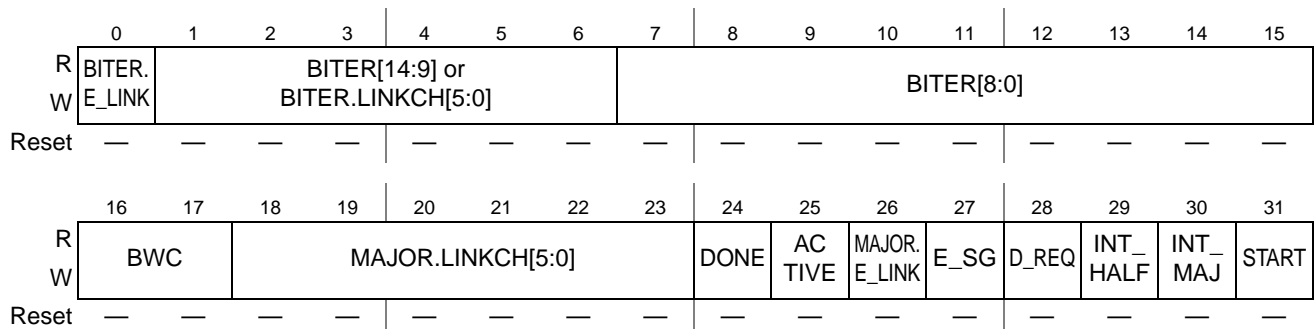 0 1 2 3 4 5 6 7 8 9 10 11 12 13 14 15
R BITER. BITER[14:9] or BITER[8:0]
W E_LINK BITER.LINKCH[5:0]
Reset — — — — — — — — — — — — — — — —
16 17 18 19 20 21 22 23 24 25 26 27 28 29 30 31
R BWC MAJOR.LINKCH[5:0] DONE AC MAJOR. E_SG D_REQ INT_ INT_ START
W TIVE E_LINK HALF MAJ
Reset — — — — — — — — — — — — — — — —